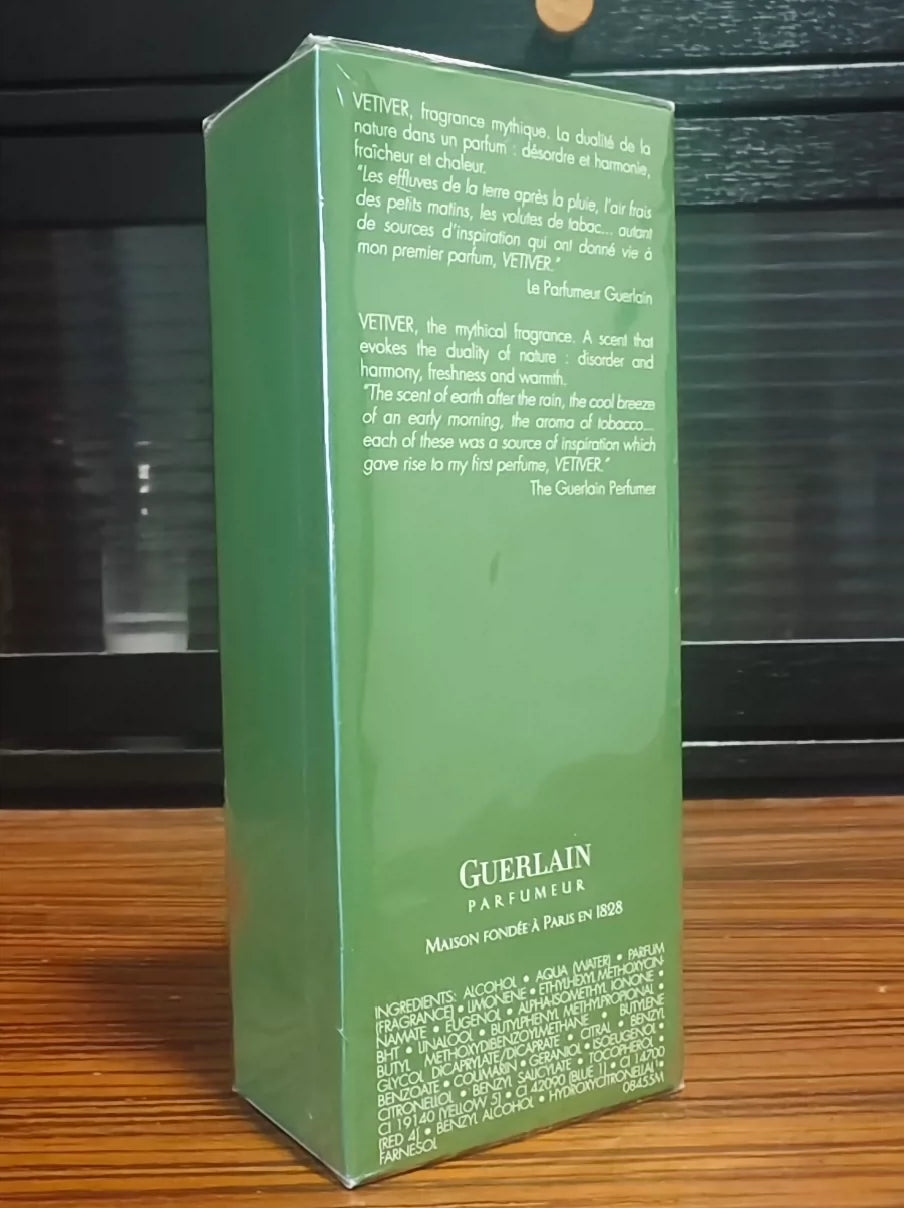 VETIVER, fragrance mythique. La dualité de la
nature dans un parfum : désordre et harmonie,
fraîcheur et chaleur.
"Les effluves de la terre après la pluie, l'air frais
des petits matins, les volutes de tabac... autant
de sources d'inspiration qui ont donné vie à
mon premier parfum, VETIVER."
Le Parfumeur Guerlain
VETIVER, the mythical fragrance. A scent that
evokes the duality of nature : disorder and
harmony, freshness and warmth.
"The scent of earth after the rain, the cool breeze
of an early morning, the aroma of tobacco...
each of these was a source of inspiration which
gave rise to my first perfume, VETIVER."
The Guerlain Perfumer
GUERLAIN
PARFUMEUR
MAISON FONDÉE À PARIS EN 1828
INGREDIENTS: ALCOHOL • AQUA (WATER) • PARFUM
(FRAGRANCE) • LIMONENE • ETHYLHEXYL METHOXYCIN-
NAMATE • EUGENOL • ALPHA-ISOMETHYL IONONE •
BHT • LINALOOL • BUTYLPHENYL METHYLPROPIONAL •
BUTYL METHOXYDIBENZOYLMETHANE • BUTYLENE
GLYCOL DICAPRYLATE/DICAPRATE • CITRAL • BENZYL
BENZOATE • COUMARIN • GERANIOL • ISOEUGENOL •
CITRONELLOL • BENZYL SALICYLATE • TOCOPHEROL •
CI 19140 (YELLOW 5) • CI 42090 (BLUE 1) • CI 14700
(RED 4) • BENZYL ALCOHOL • HYDROXYCITRONELLAL •
FARNESOL 08455M